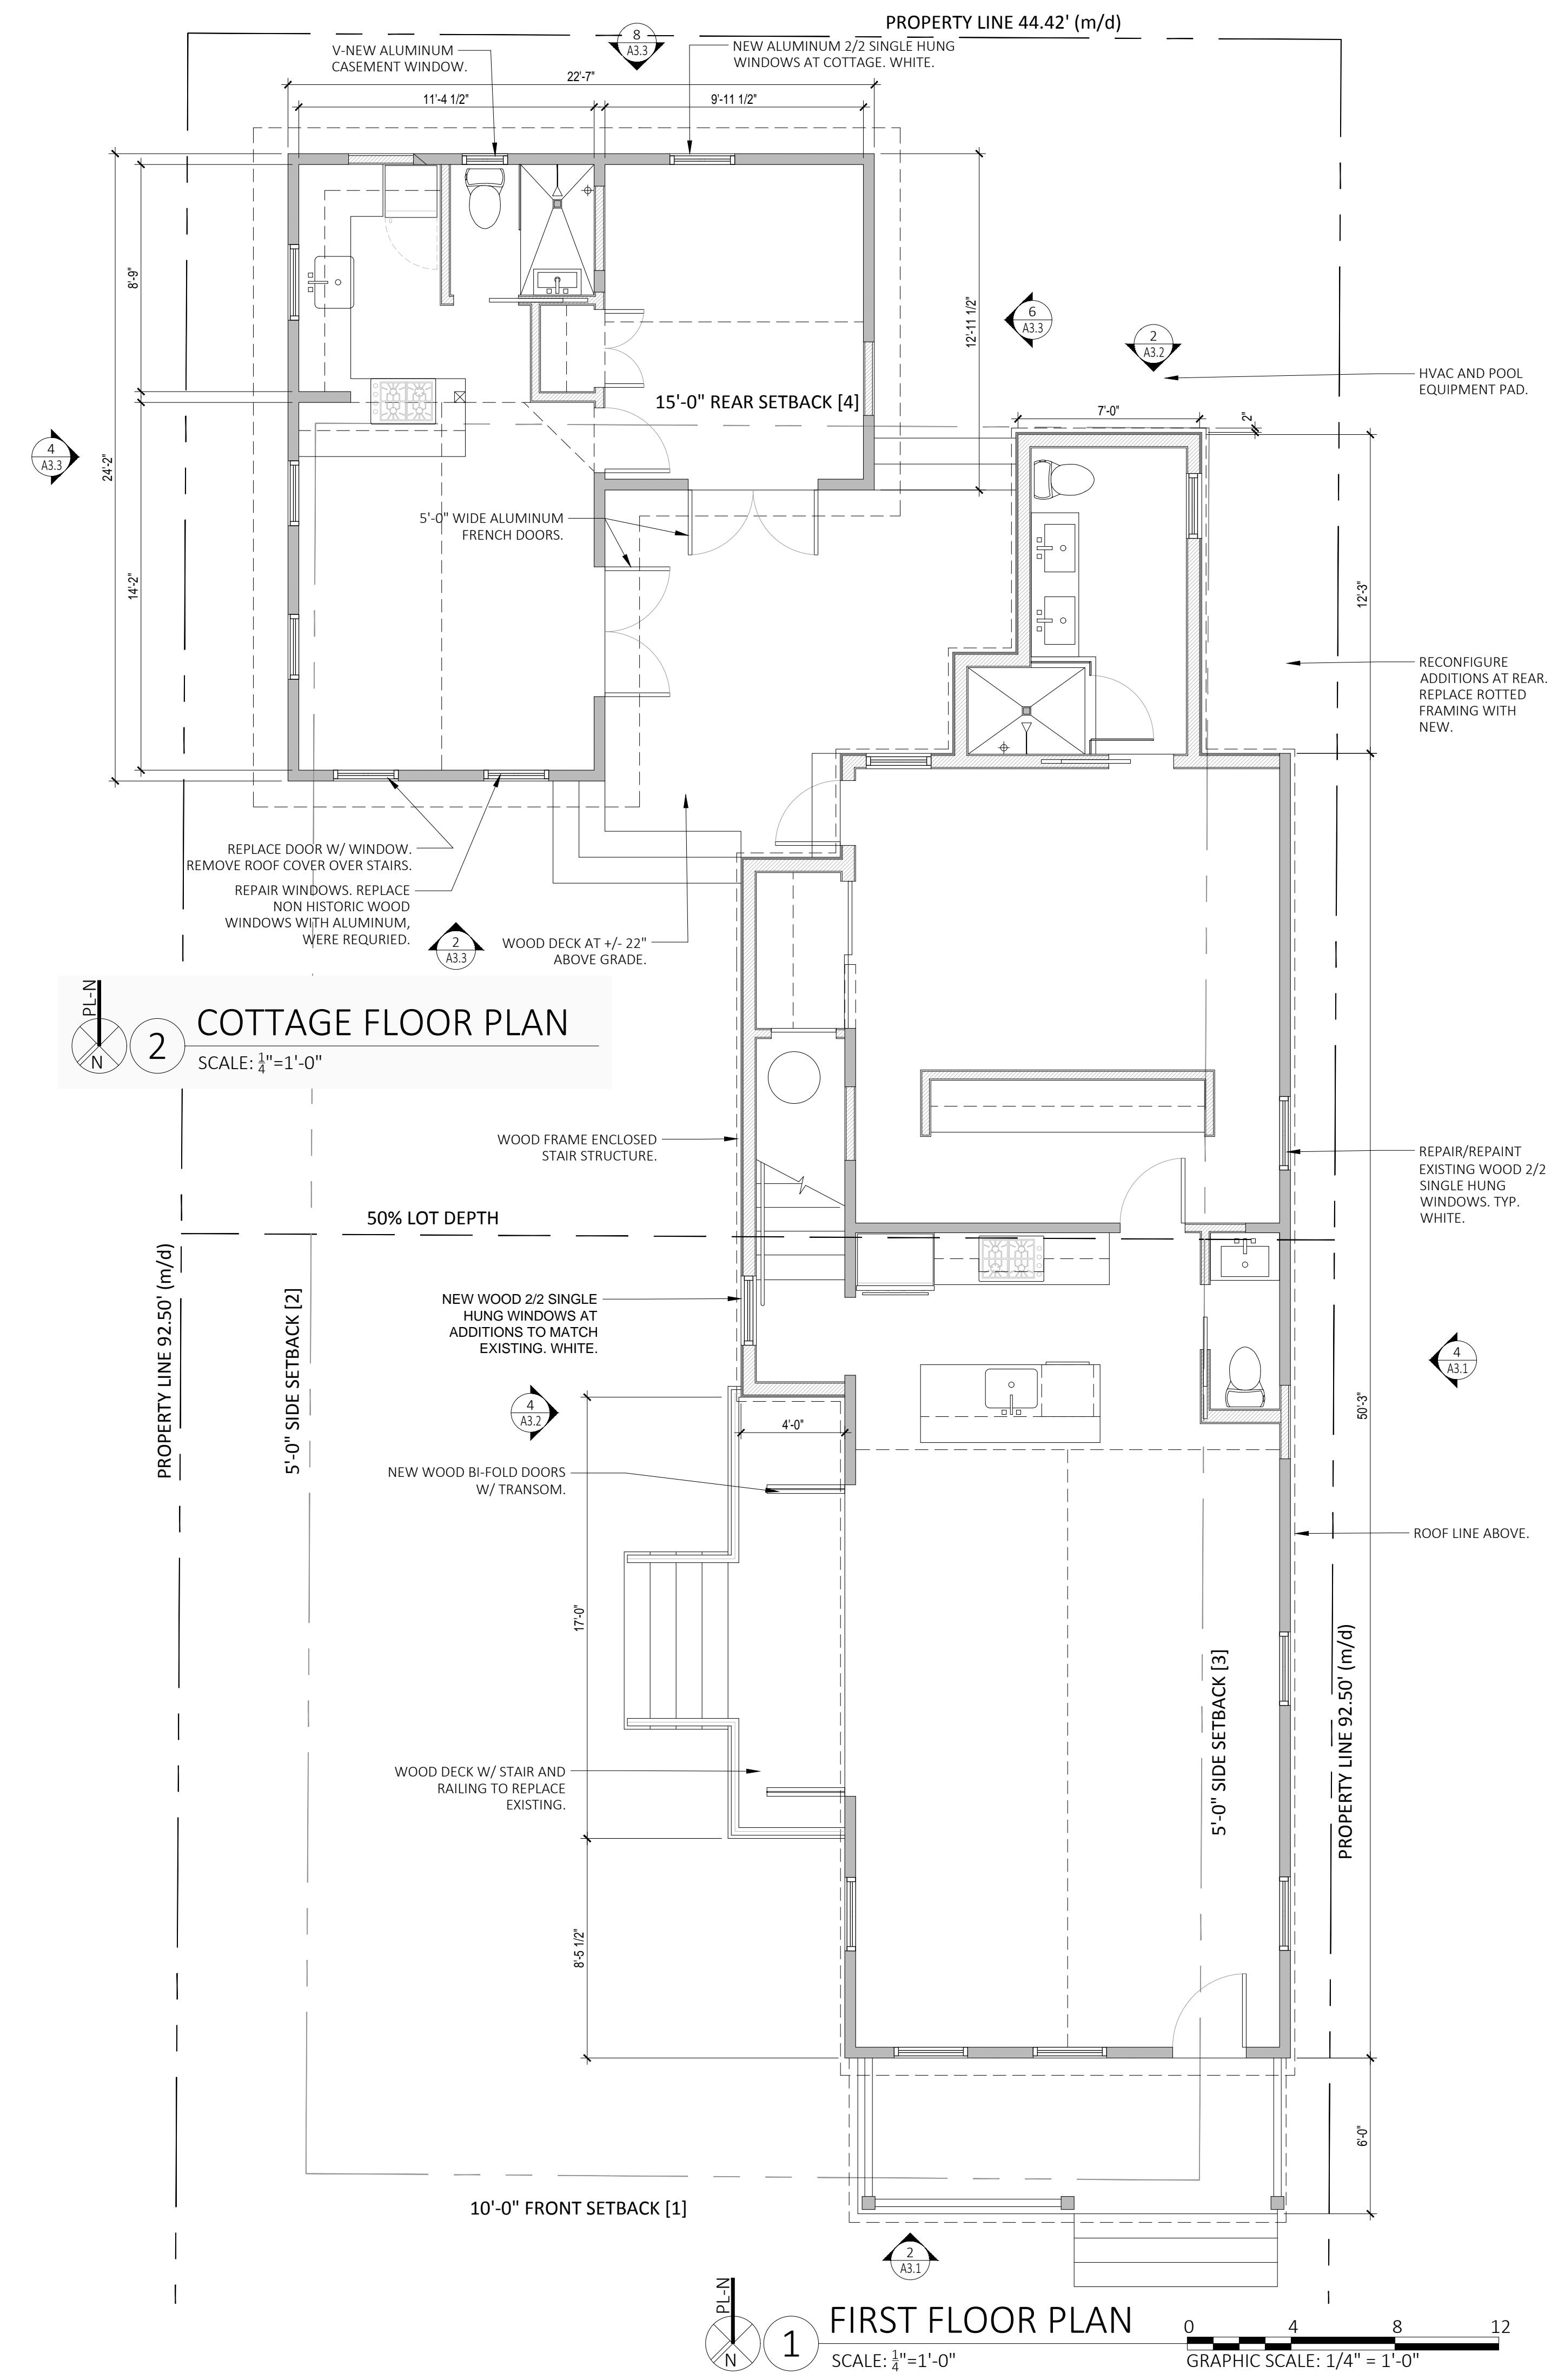 PROPERTY LINE 44.42' (m/d)
8
A3.3
V-NEW ALUMINUM
CASEMENT WINDOW.
NEW ALUMINUM 2/2 SINGLE HUNG
WINDOWS AT COTTAGE. WHITE.
22'-7"
11'-4 1/2"
9'-11 1/2"
8'-9"
12'-11 1/2"
6
A3.3
2
A3.2
HVAC AND POOL
EQUIPMENT PAD.
15'-0" REAR SETBACK [4]
7'-0"
2"
4
A3.3
24'-2"
5'-0" WIDE ALUMINUM
FRENCH DOORS.
14'-2"
12'-3"
RECONFIGURE
ADDITIONS AT REAR.
REPLACE ROTTED
FRAMING WITH
NEW.
REPLACE DOOR W/ WINDOW.
REMOVE ROOF COVER OVER STAIRS.
REPAIR WINDOWS. REPLACE
NON HISTORIC WOOD
WINDOWS WITH ALUMINUM,
WERE REQURIED.
2
A3.3
WOOD DECK AT +/- 22"
ABOVE GRADE.
PL-N
N
2
COTTAGE FLOOR PLAN
SCALE: 1/4"=1'-0"
WOOD FRAME ENCLOSED
STAIR STRUCTURE.
REPAIR/REPAINT
EXISTING WOOD 2/2
SINGLE HUNG
WINDOWS. TYP.
WHITE.
50% LOT DEPTH
PROPERTY LINE 92.50' (m/d)
5'-0" SIDE SETBACK [2]
NEW WOOD 2/2 SINGLE
HUNG WINDOWS AT
ADDITIONS TO MATCH
EXISTING. WHITE.
4
A3.1
4
A3.2
50'-3"
4'-0"
NEW WOOD BI-FOLD DOORS
W/ TRANSOM.
ROOF LINE ABOVE.
17'-0"
5'-0" SIDE SETBACK [3]
PROPERTY LINE 92.50' (m/d)
WOOD DECK W/ STAIR AND
RAILING TO REPLACE
EXISTING.
8'-5 1/2"
6'-0"
10'-0" FRONT SETBACK [1]
2
A3.1
PL-N
N
1
FIRST FLOOR PLAN
SCALE: 1/4"=1'-0"
0 4 8 12
GRAPHIC SCALE: 1/4" = 1'-0"